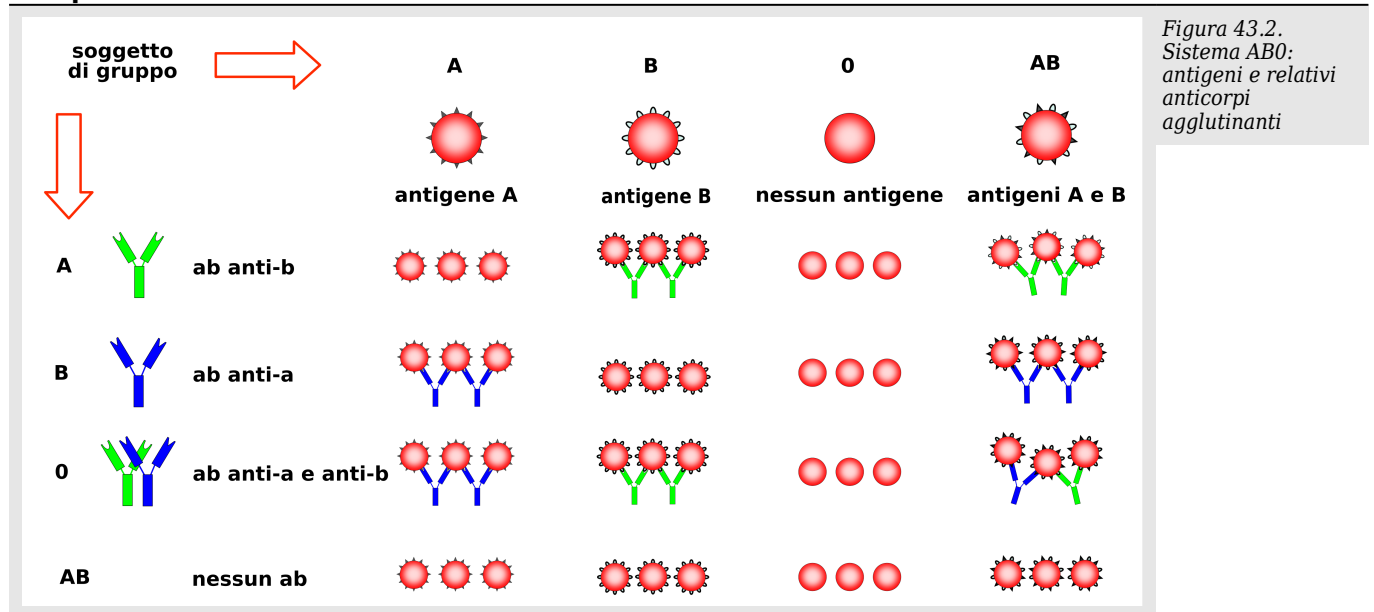 soggetto
di gruppo
A
B
0
AB
antigene A
antigene B
nessun antigene
antigeni A e B
A
ab anti-b
B
ab anti-a
0
ab anti-a e anti-b
AB
nessun ab
Figura 43.2.
Sistema AB0:
antigeni e relativi
anticorpi
agglutinanti